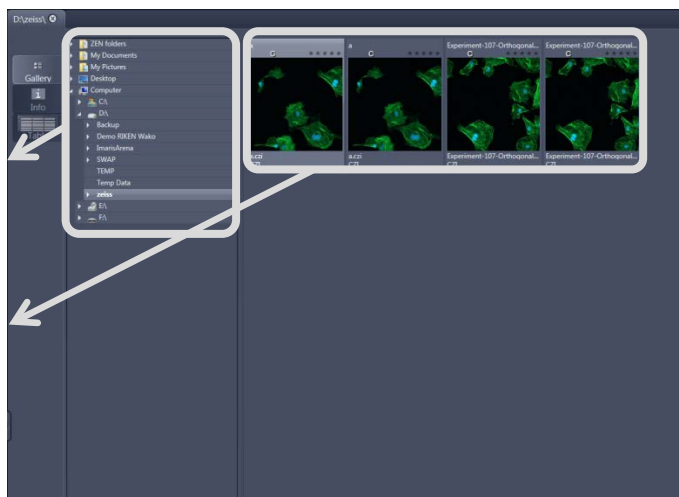 D:\zeiss\
Gallery
Info
ZEN folders
My Documents
My Pictures
Desktop
Computer
C:\
D:\
Backup
Demo RIKEN Wako
ImarisArena
SWAP
TEMP
Temp Data
zeiss
E:\
F:\
a
a
Experiment-107-Orthogonal...
Experiment-107-Orthogonal...
a.czi
a.czi
Experiment-107-Orthogonal...
Experiment-107-Orthogonal...
CZI
CZI
CZI
CZI